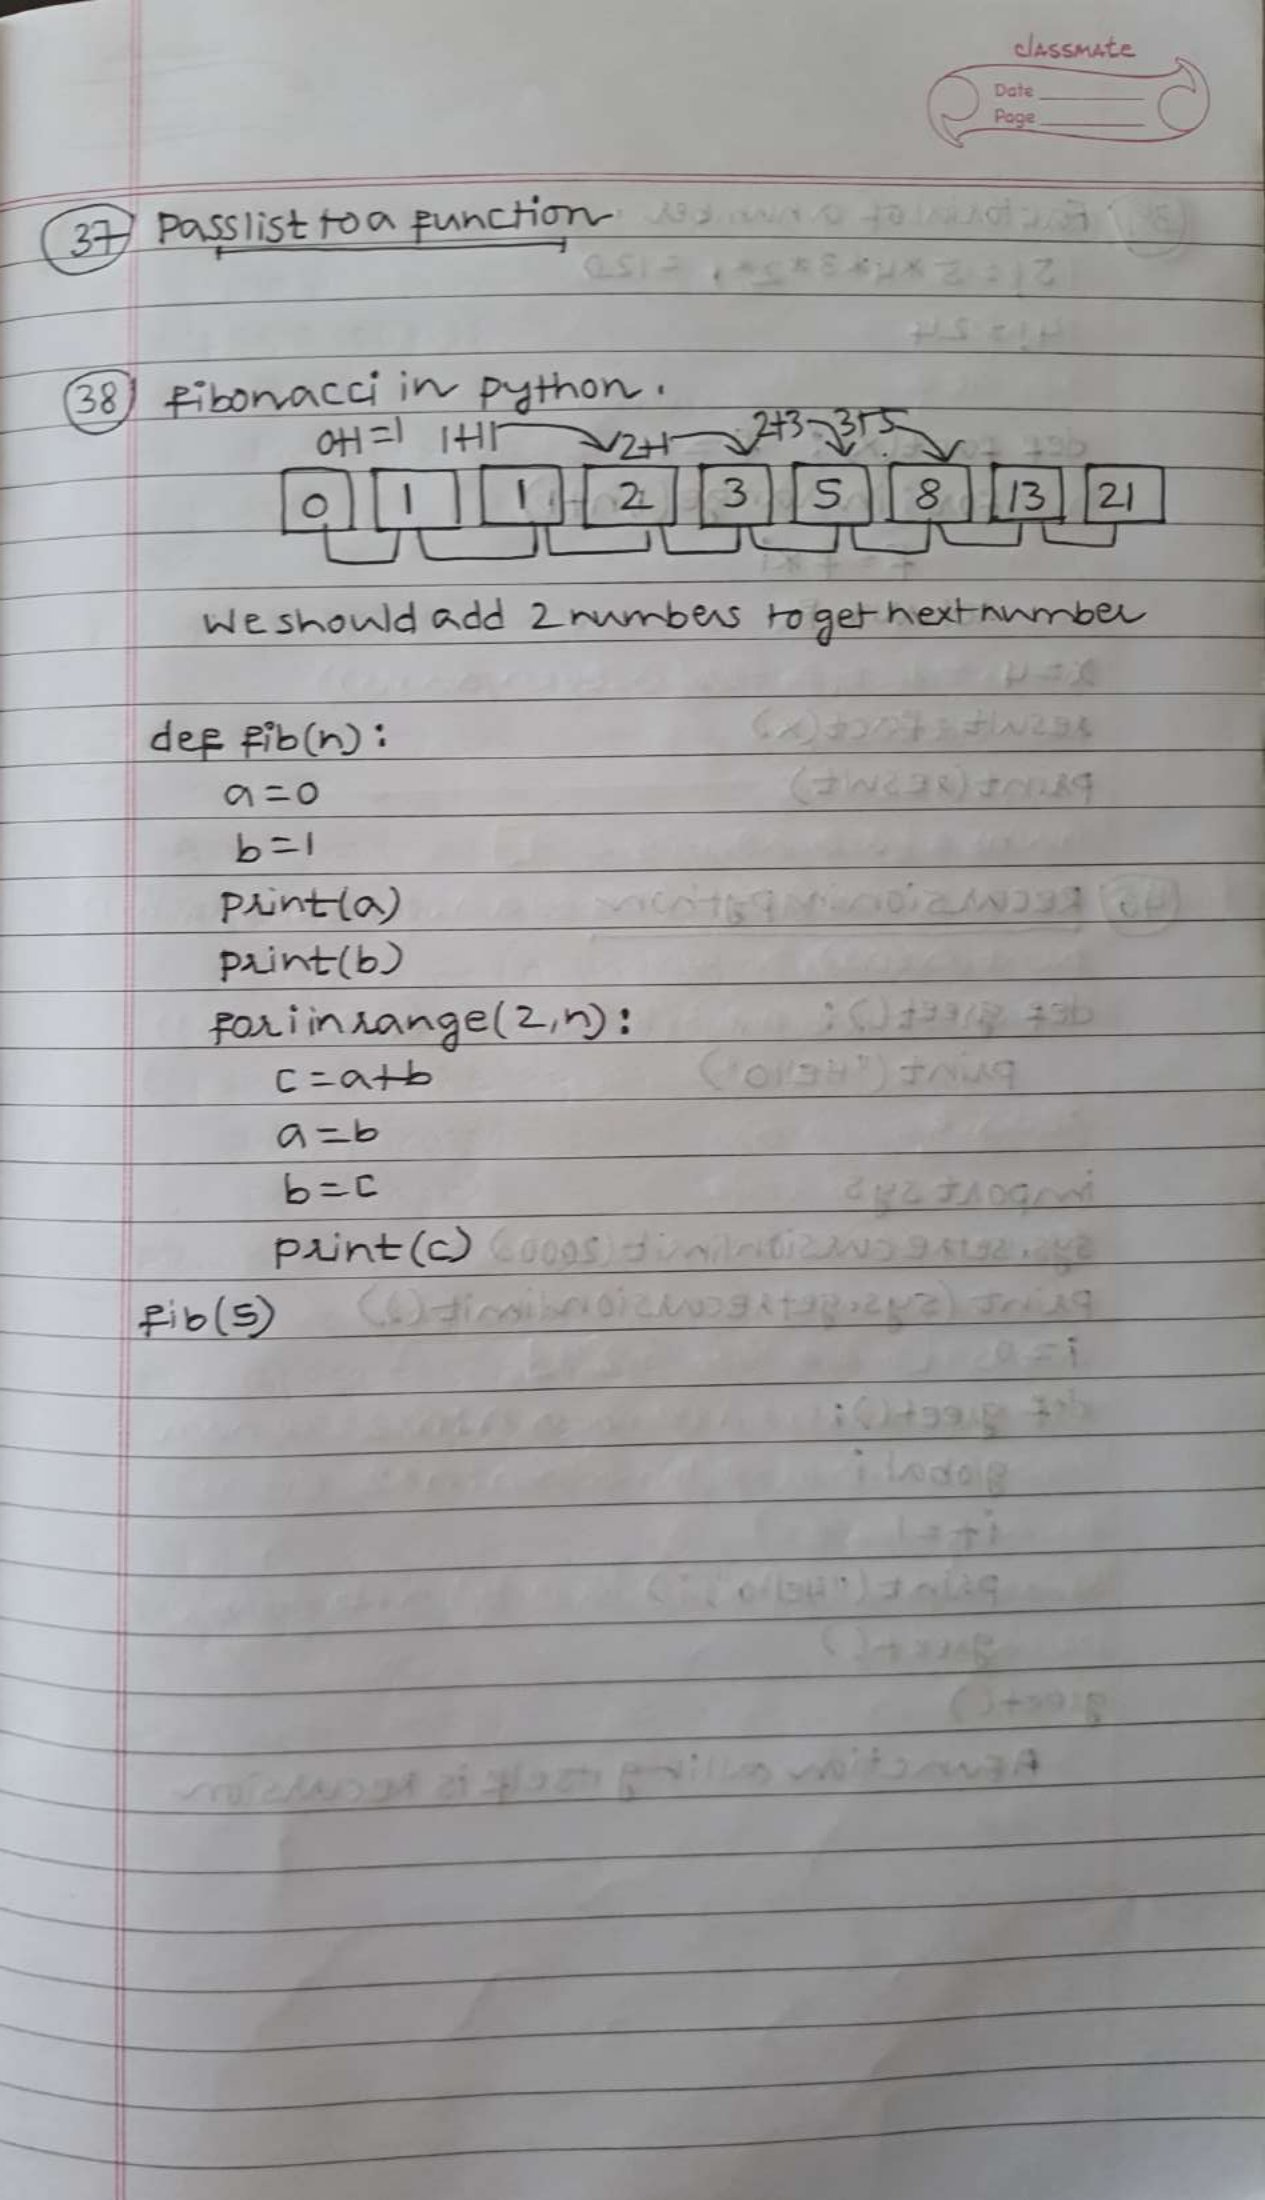 classmate
Date
Page
37 Pass list to a function
38 Fibonacci in python.
0+1=1 1+1 2+1 2+3 3+5
0 1 1 2 3 5 8 13 21
We should add 2 numbers to get next number
def fib(n):
a=0
b=1
print(a)
print(b)
for i in range(2,n):
c=a+b
a=b
b=c
print(c)
fib(5)